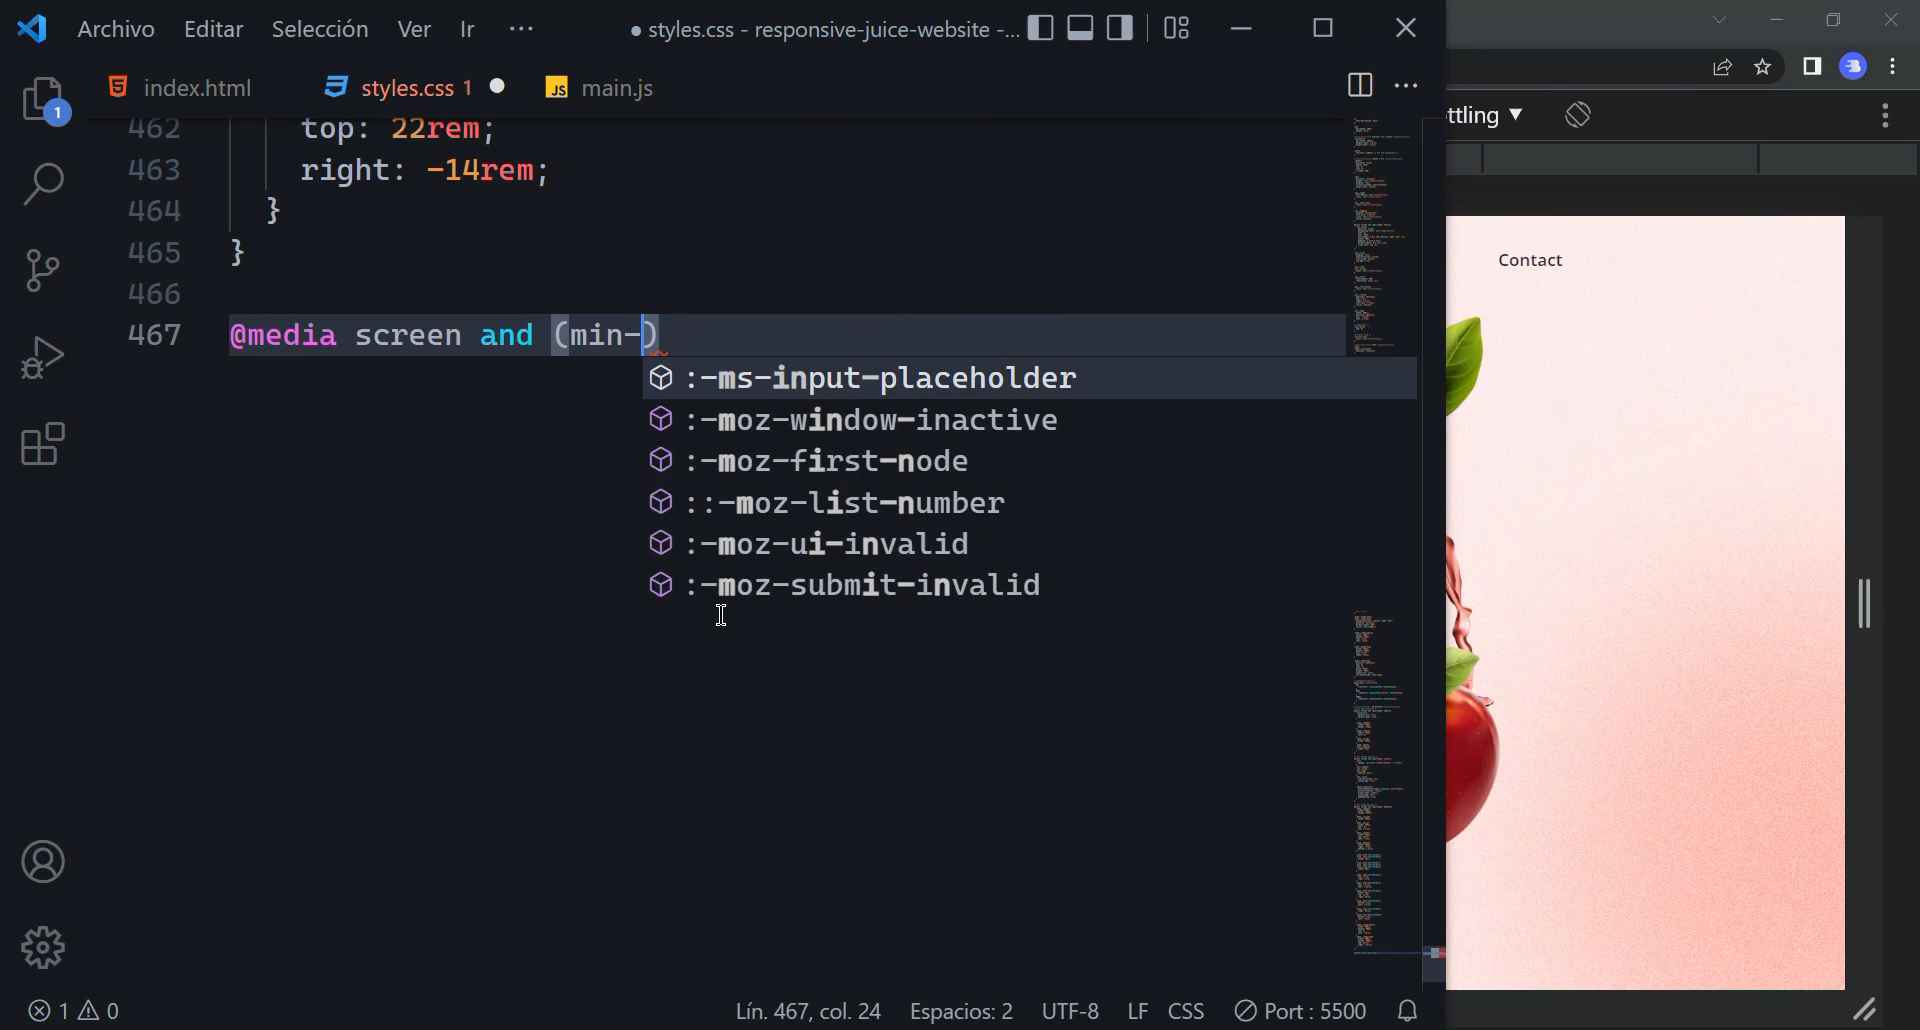 Archivo Editar Selección Ver Ir ··· ● styles.css - responsive-juice-website -...
index.html styles.css 1 JS main.js
ttling ▼
462 top: 22rem;
463 right: -14rem;
464 }
465 }
466
467 @media screen and (min-)
:-ms-input-placeholder
:-moz-window-inactive
:-moz-first-node
::-moz-list-number
:-moz-ui-invalid
:-moz-submit-invalid
1
Contact
1 0 Lín. 467, col. 24 Espacios: 2 UTF-8 LF CSS Port : 5500